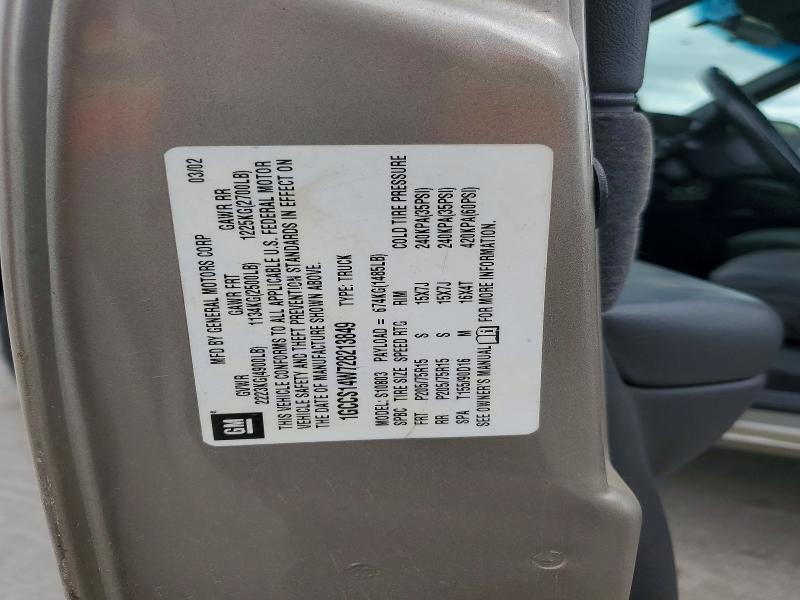 GM
MFD BY GENERAL MOTORS CORP 03/02
GVWR GAWR FRT GAWR RR
2223KG(4900LB) 1134KG(2500LB) 1225KG(2700LB)
THIS VEHICLE CONFORMS TO ALL APPLICABLE U.S. FEDERAL MOTOR
VEHICLE SAFETY AND THEFT PREVENTION STANDARDS IN EFFECT ON
THE DATE OF MANUFACTURE SHOWN ABOVE.
1GCCS14W728213849 TYPE: TRUCK
MODEL: S10803 PAYLOAD = 674KG(1485LB)
SPBC TIRE SIZE SPEED RTG RIM COLD TIRE PRESSURE
FRT P205/75R15 S 15X7J 240KPA(35PSI)
RR P205/75R15 S 15X7J 240KPA(35PSI)
SPA T155/90D16 M 16X4T 420KPA(60PSI)
SEE OWNER'S MANUAL FOR MORE INFORMATION.